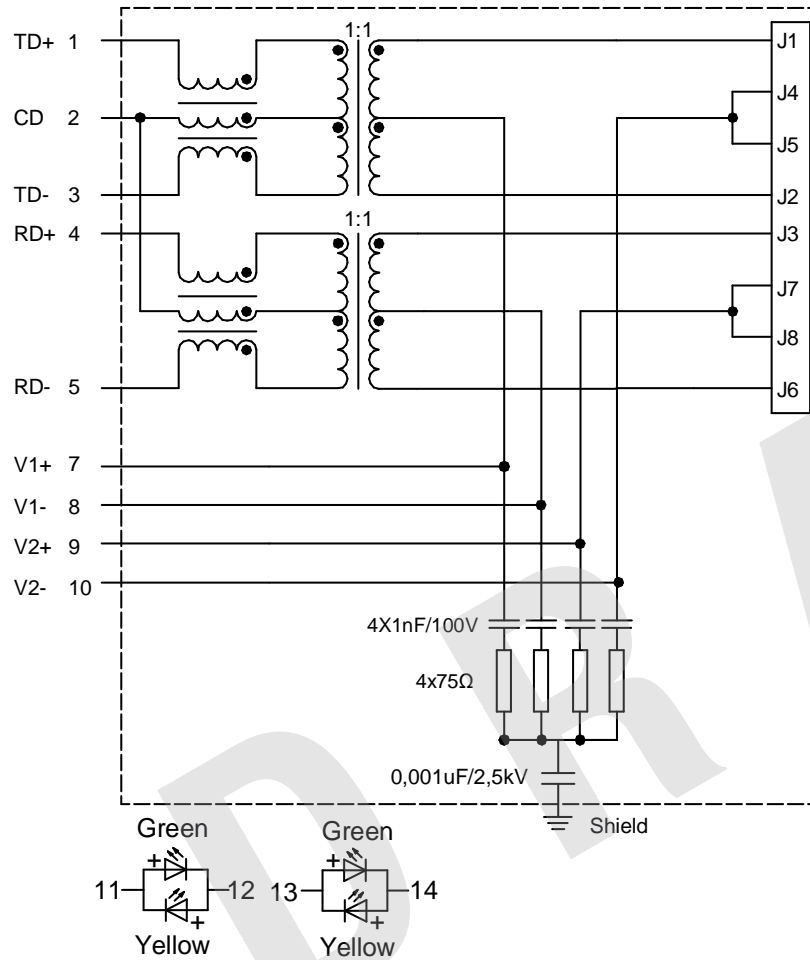 1:1
TD+ 1
J1
J4
CD 2
J5
TD- 3
J2
1:1
RD+ 4
J3
J7
J8
RD- 5
J6
V1+ 7
V1- 8
V2+ 9
V2- 10
4X1nF/100V
4x75Ω
0,001uF/2,5kV
Shield
Green
Green
+
+
11
12
13
14
+
+
Yellow
Yellow
D R